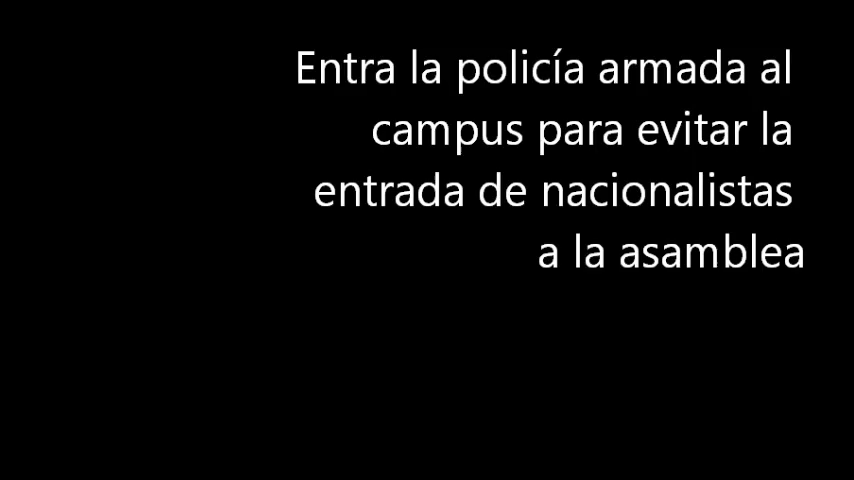 Entra la policía armada al
campus para evitar la
entrada de nacionalistas
a la asamblea